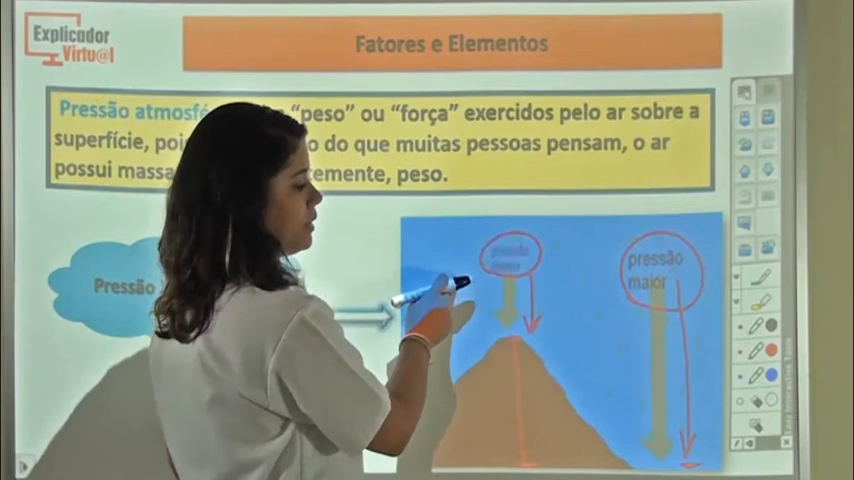 Explicador
Virtu@l
Fatores e Elementos
Pressão atmosfé "peso" ou "força" exercidos pelo ar sobre a
superfície, poi do que muitas pessoas pensam, o ar
possui massa temente, peso.
Pressão
pressão
pressão
maior